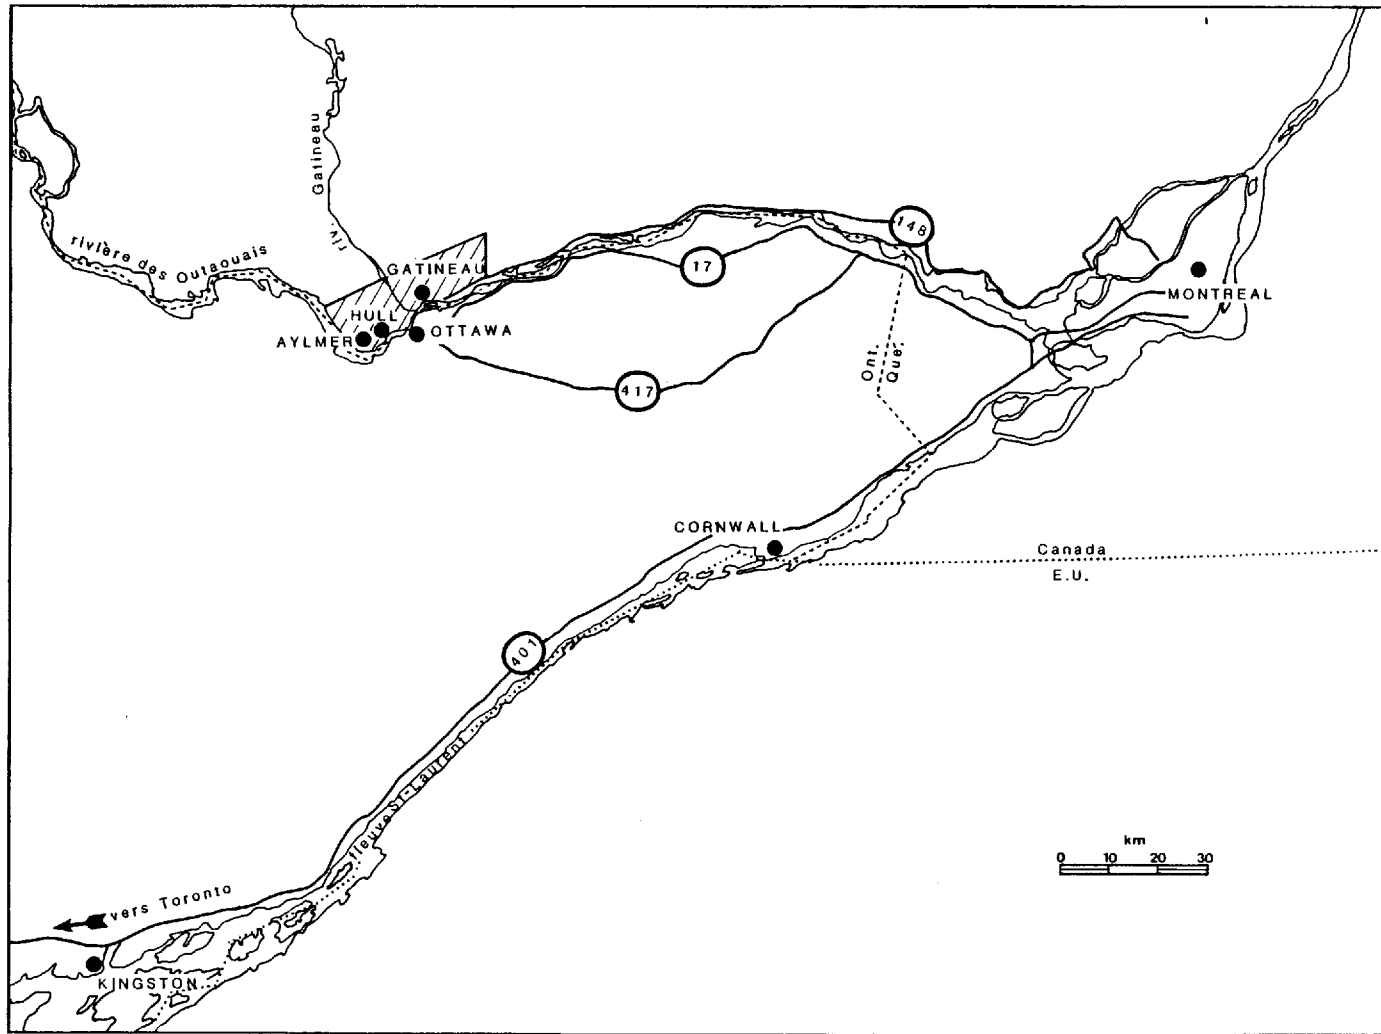 Gatineau
riv.
rivière des Outaouais
148
GATINEAU
17
MONTREAL
HULL
OTTAWA
AYLMER
Ont.
Que.
417
CORNWALL
Canada
E.U.
401
fleuve St-Laurent
km
0 10 20 30
vers Toronto
KINGSTON